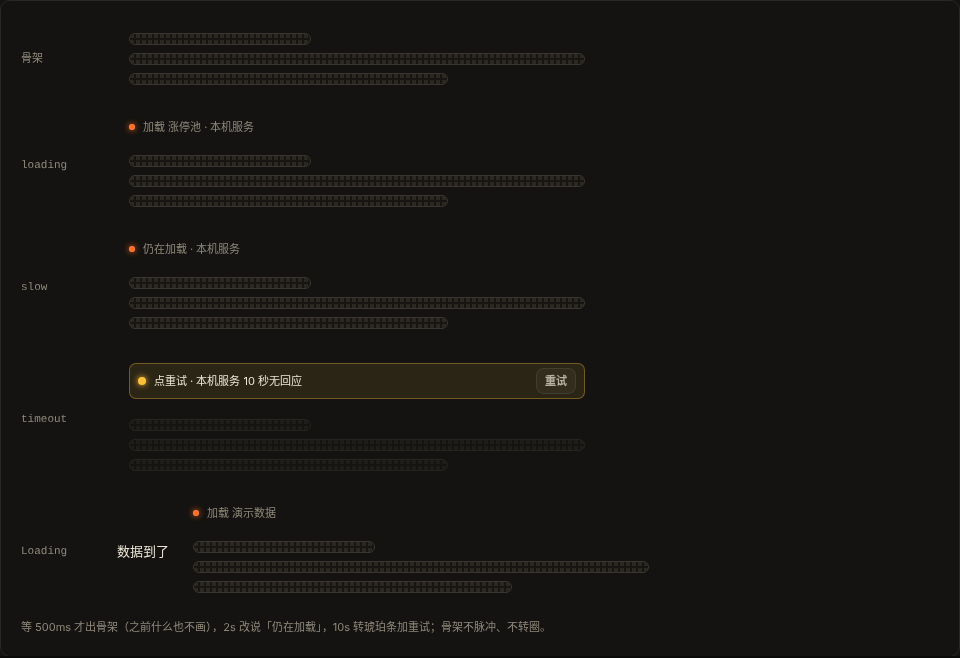 骨架
加载 涨停池 · 本机服务
loading
仍在加载 · 本机服务
slow
点重试 · 本机服务 10 秒无回应
重试
timeout
加载 演示数据
Loading
数据到了
等 500ms 才出骨架（之前什么也不画），2s 改说「仍在加载」，10s 转琥珀条加重试；骨架不脉冲、不转圈。